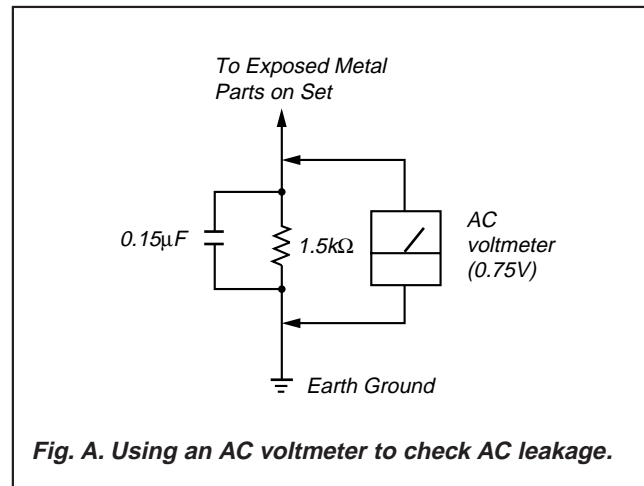 To Exposed Metal
Parts on Set
0.15μF
1.5kΩ
AC
voltmeter
(0.75V)
Earth Ground
Fig. A. Using an AC voltmeter to check AC leakage.